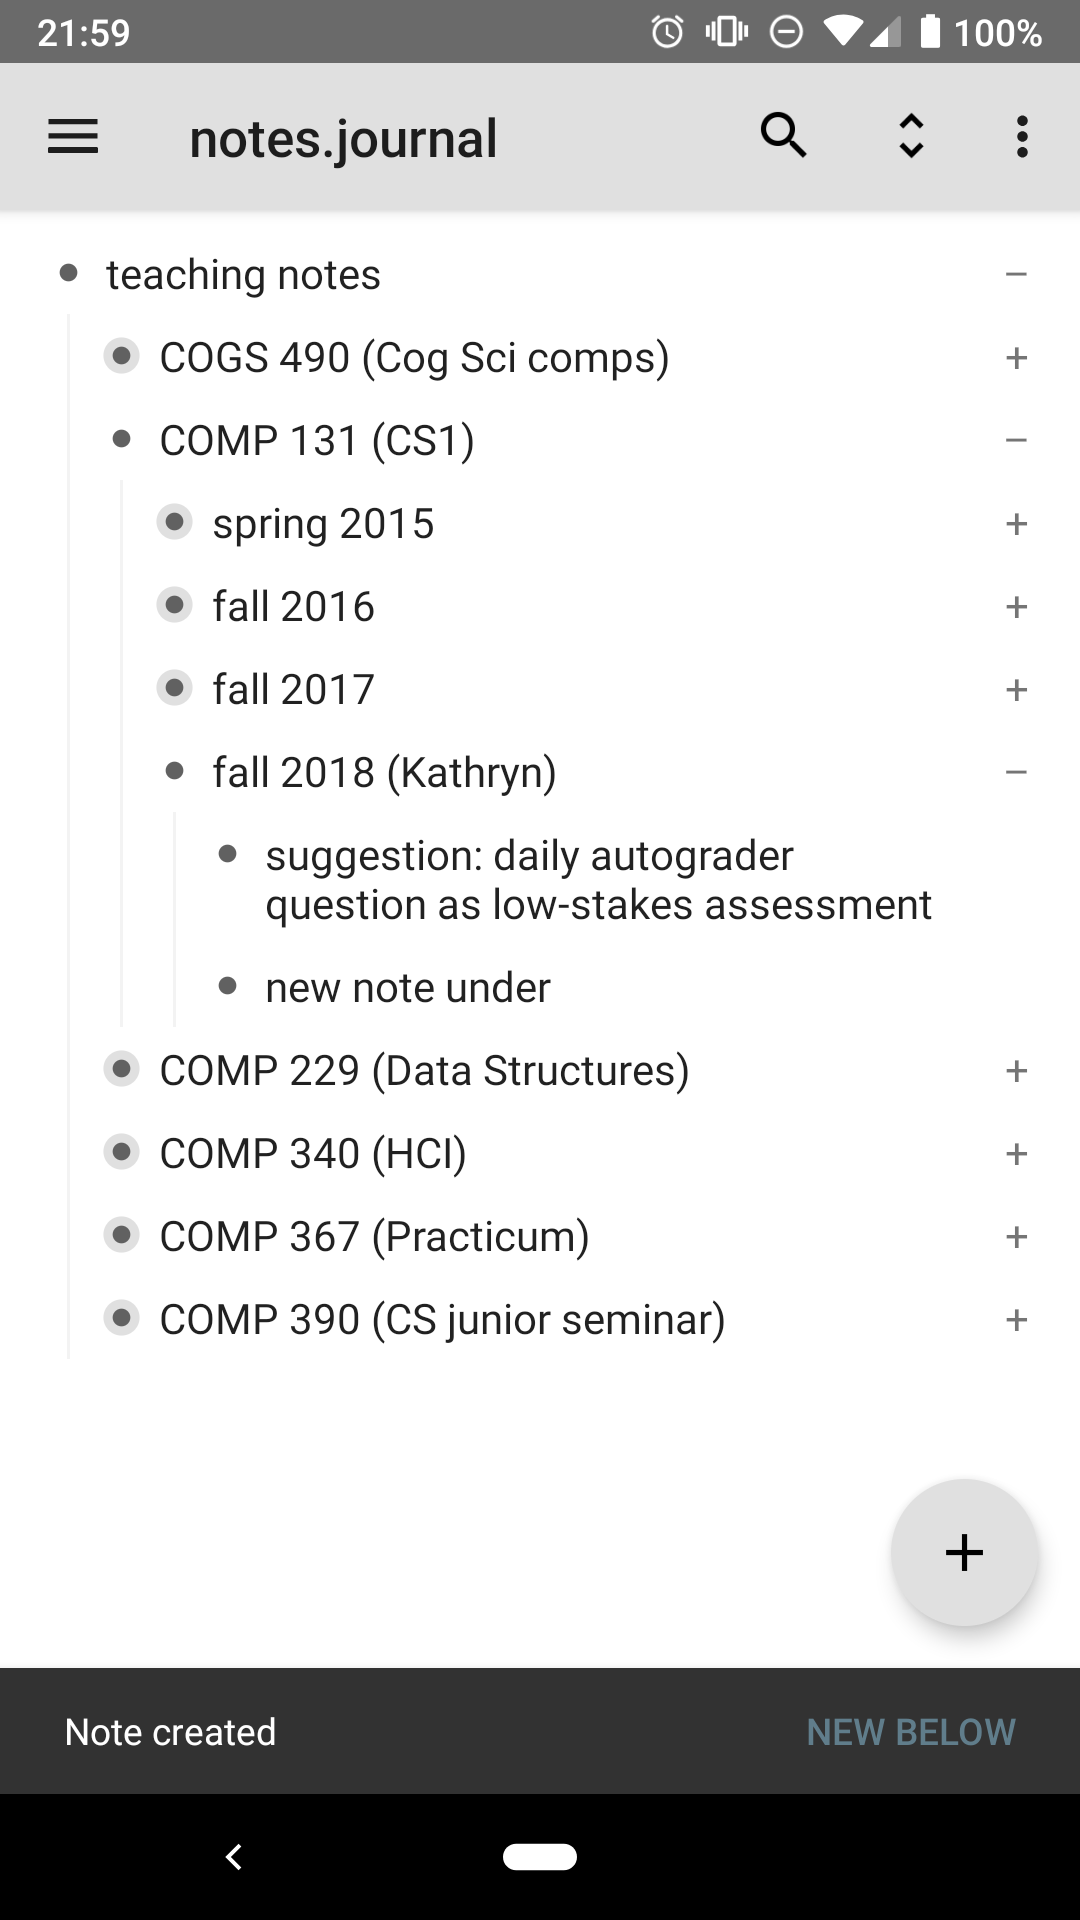 21:59
100%
notes.journal
teaching notes
COGS 490 (Cog Sci comps)
COMP 131 (CS1)
spring 2015
fall 2016
fall 2017
fall 2018 (Kathryn)
suggestion: daily autograder
question as low-stakes assessment
new note under
COMP 229 (Data Structures)
COMP 340 (HCI)
COMP 367 (Practicum)
COMP 390 (CS junior seminar)
Note created
NEW BELOW